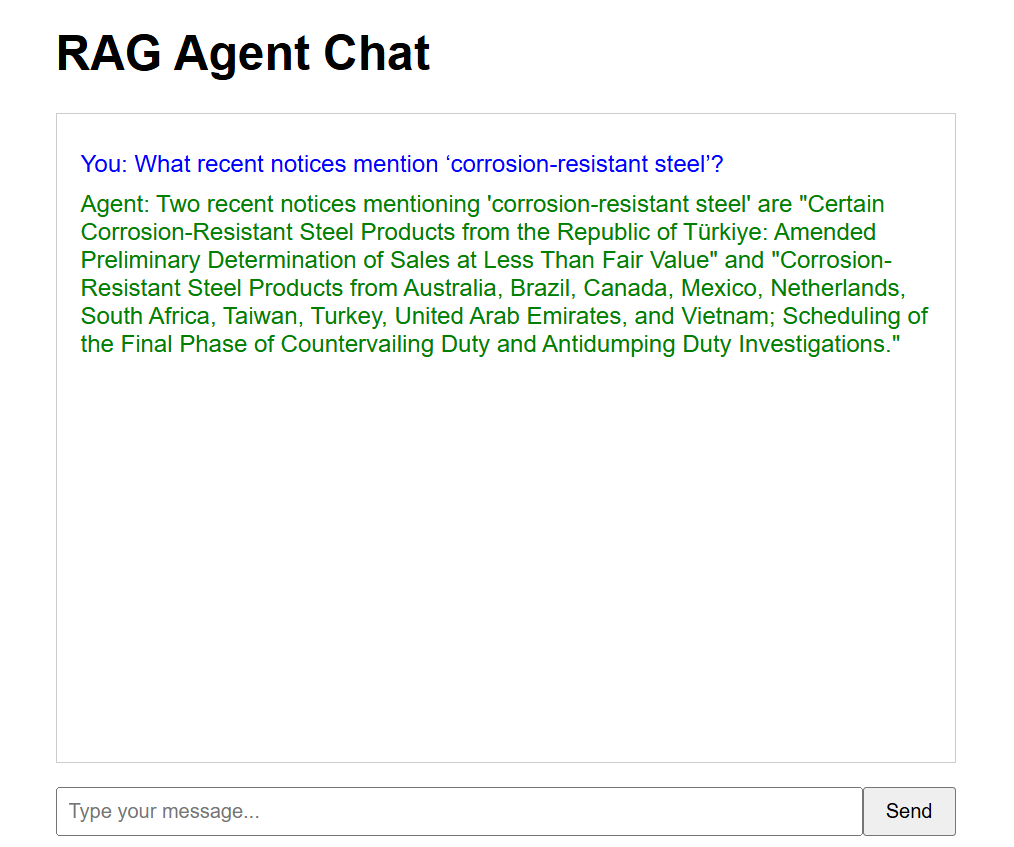 RAG Agent Chat
You: What recent notices mention ‘corrosion-resistant steel’?
Agent: Two recent notices mentioning 'corrosion-resistant steel' are "Certain
Corrosion-Resistant Steel Products from the Republic of Türkiye: Amended
Preliminary Determination of Sales at Less Than Fair Value" and "Corrosion-
Resistant Steel Products from Australia, Brazil, Canada, Mexico, Netherlands,
South Africa, Taiwan, Turkey, United Arab Emirates, and Vietnam; Scheduling of
the Final Phase of Countervailing Duty and Antidumping Duty Investigations."
Type your message...
Send